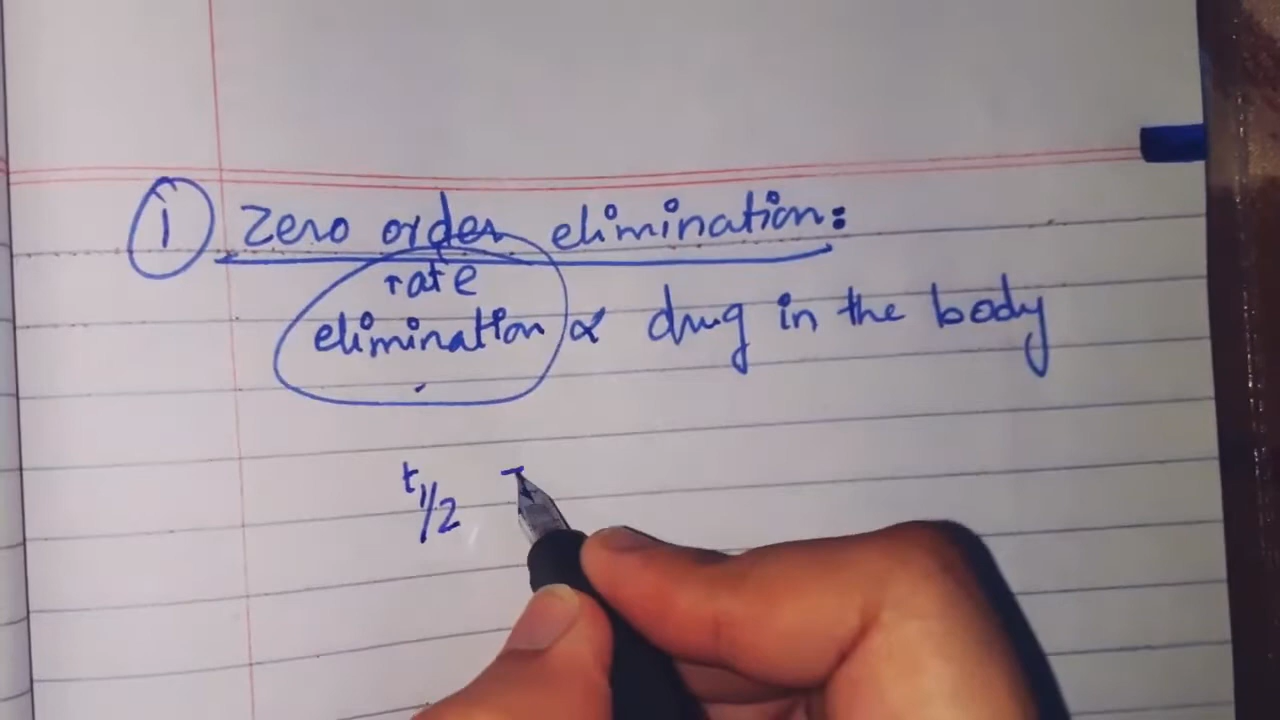 1 Zero order elimination:
rate
elimination ∝ drug in the body
t1/2